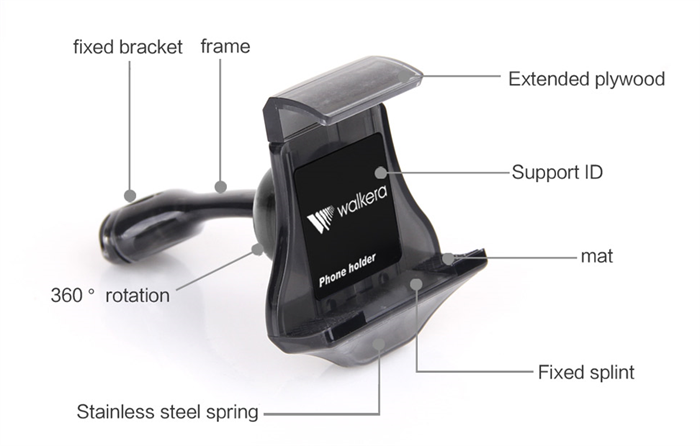 fixed bracket
frame
Extended plywood
Support ID
walkera
Phone holder
mat
360 ° rotation
Fixed splint
Stainless steel spring